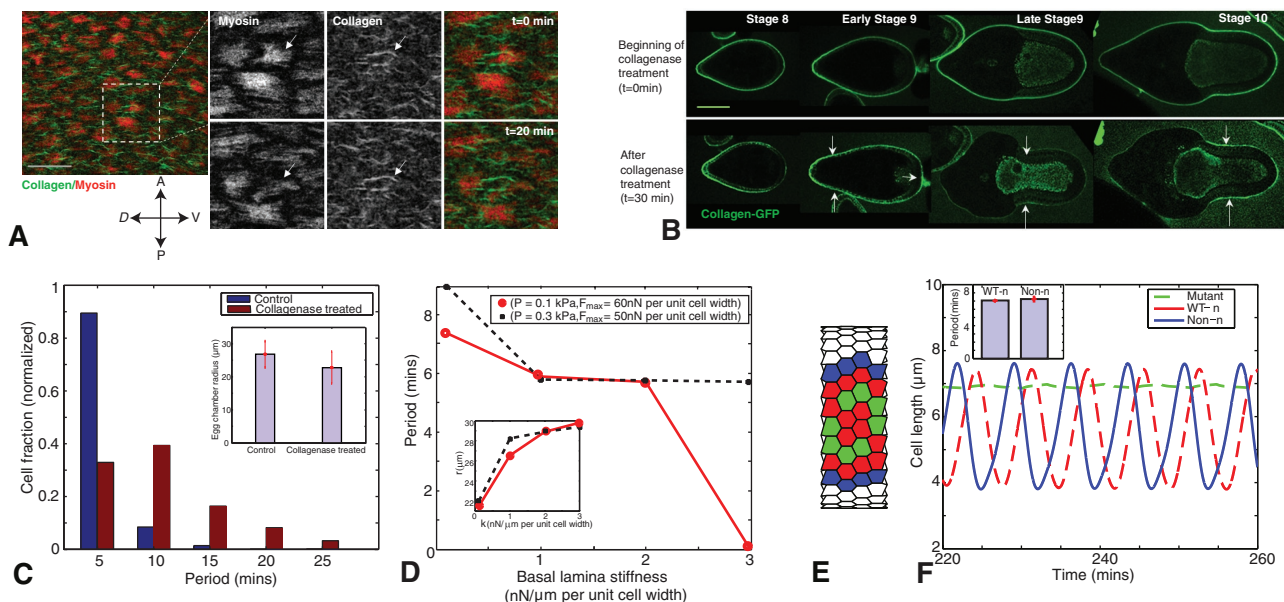 Myosin
Collagen
t=0 min
t=20 min
Collagen/Myosin
A
D
V
P
A
Stage 8
Early Stage 9
Late Stage9
Stage 10
Beginning of
collagenase
treatment
(t=0min)
After
collagenase
treatment
(t=30 min)
Collagen-GFP
B
Control
Collagenase treated
Cell fraction (normalized)
1
0.8
0.6
0.4
0.2
0
5
10
15
20
25
Period (mins)
Egg chamber radius (μm)
30
20
10
0
Control
Collagenase treated
C
(P = 0.1 kPa,Fmax= 60nN per unit cell width)
(P = 0.3 kPa,Fmax= 50nN per unit cell width)
Period (mins)
8
6
4
2
0
1
2
3
Basal lamina stiffness
(nN/μm per unit cell width)
r(μm)
30
28
26
24
22
0
1
2
3
k(nN/μm per unit cell width)
D
E
Period(mins)
8
6
4
2
0
WT-n
Non-n
Mutant
WT- n
Non-n
Cell length (μm)
10
8
6
4
2
220
240
260
Time (mins)
F